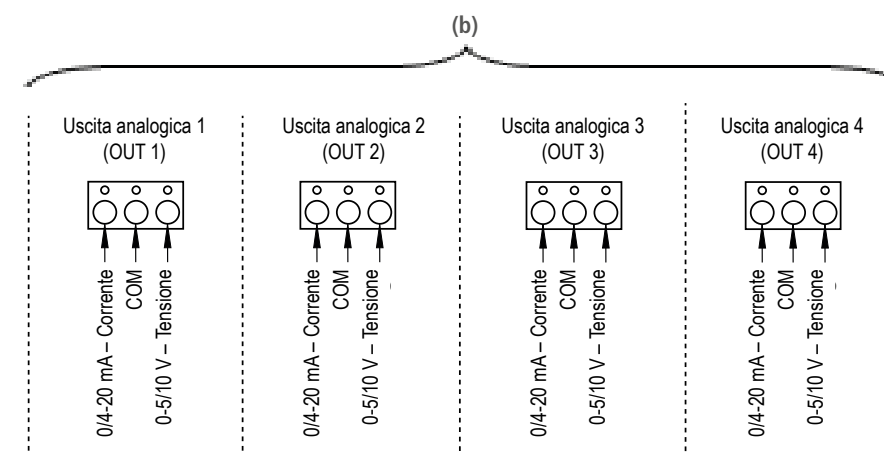 (b)
Uscita analogica 1
(OUT 1)
0/4-20 mA – Corrente
COM
0-5/10 V – Tensione
Uscita analogica 2
(OUT 2)
0/4-20 mA – Corrente
COM
0-5/10 V – Tensione
Uscita analogica 3
(OUT 3)
0/4-20 mA – Corrente
COM
0-5/10 V – Tensione
Uscita analogica 4
(OUT 4)
0/4-20 mA – Corrente
COM
0-5/10 V – Tensione